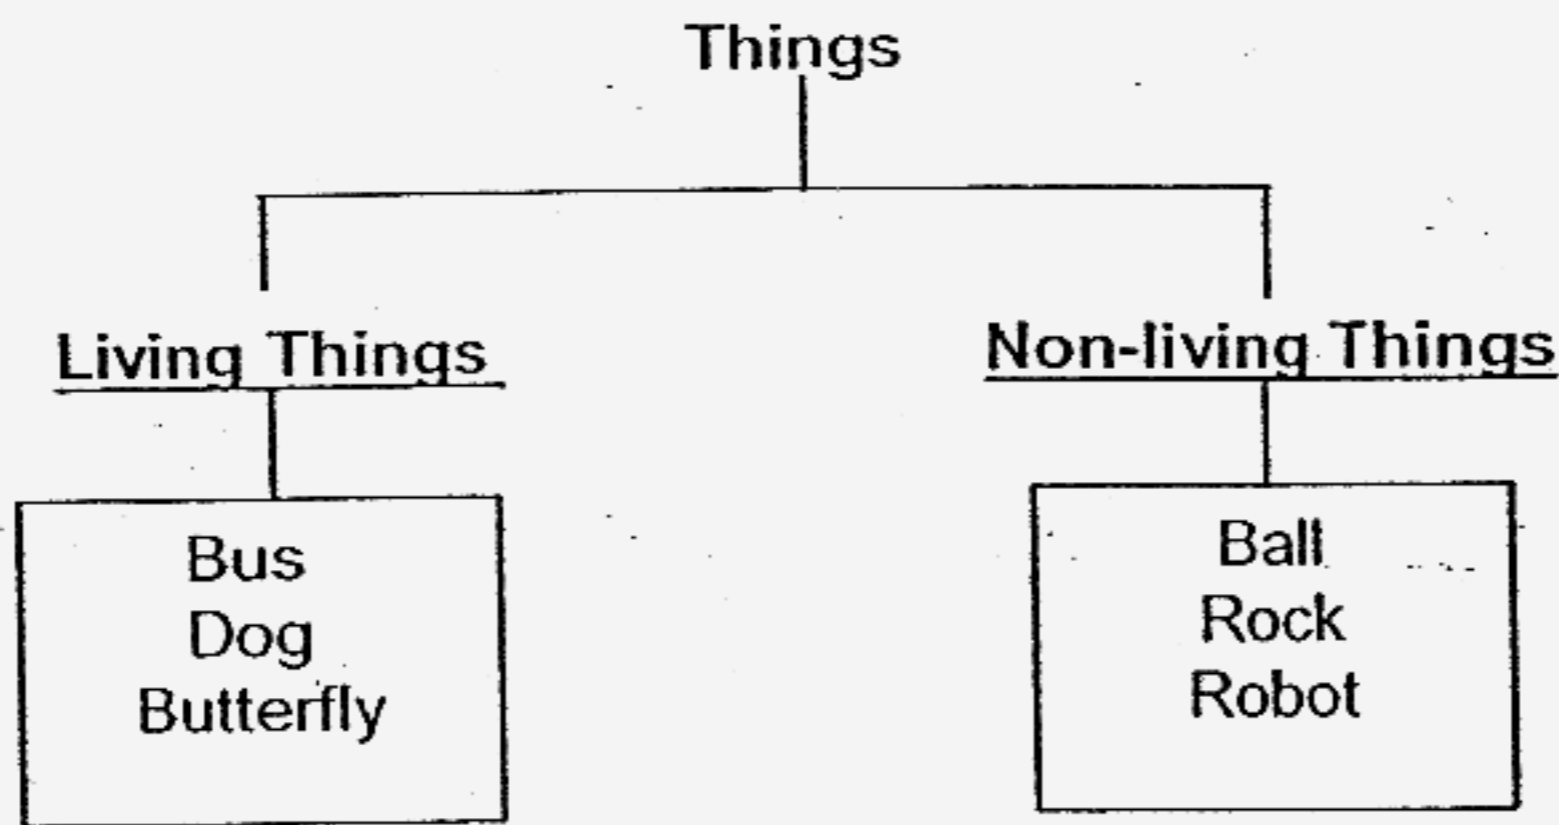 Things
Living Things
Non-living Things
Bus
Dog
Butterfly
Ball
Rock
Robot